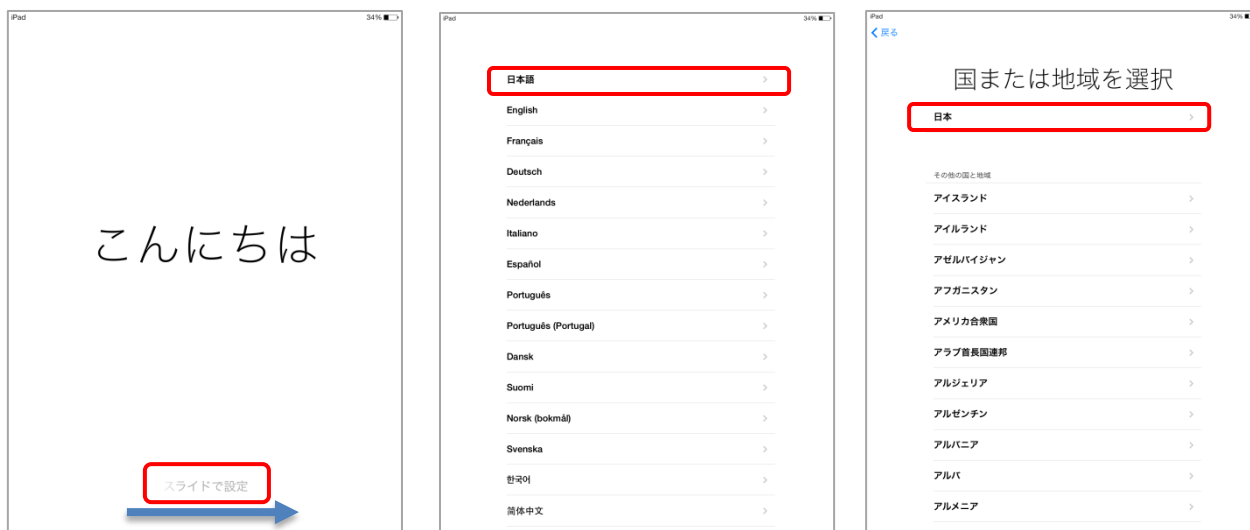 iPad 34%
こんにちは
スライドで設定
iPad 34%
日本語
English
Français
Deutsch
Nederlands
Italiano
Español
Português
Português (Portugal)
Dansk
Suomi
Norsk (bokmål)
Svenska
한국어
简体中文
iPad 34%
戻る
国または地域を選択
日本
その他の国と地域
アイスランド
アイルランド
アゼルバイジャン
アフガニスタン
アメリカ合衆国
アラブ首長国連邦
アルジェリア
アルゼンチン
アルバニア
アルバ
アルメニア